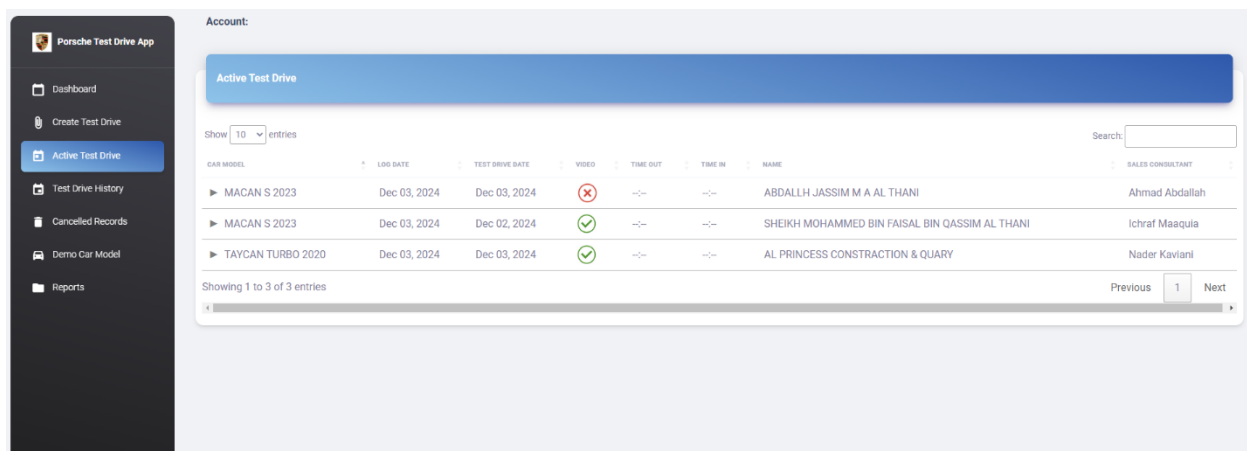 Account:
Porsche Test Drive App
Active Test Drive
Dashboard
Create Test Drive
Active Test Drive
Test Drive History
Cancelled Records
Demo Car Model
Reports
Show 10 entries
Search:
CAR MODEL LOG DATE TEST DRIVE DATE VIDEO TIME OUT TIME IN NAME SALES CONSULTANT
MACAN S 2023 Dec 03, 2024 Dec 03, 2024 --:-- --:-- ABDALLH JASSIM M A AL THANI Ahmad Abdallah
MACAN S 2023 Dec 03, 2024 Dec 02, 2024 --:-- --:-- SHEIKH MOHAMMED BIN FAISAL BIN QASSIM AL THANI Ichraf Maaquia
TAYCAN TURBO 2020 Dec 03, 2024 Dec 03, 2024 --:-- --:-- AL PRINCESS CONSTRACTION & QUARY Nader Kaviani
Showing 1 to 3 of 3 entries
Previous 1 Next